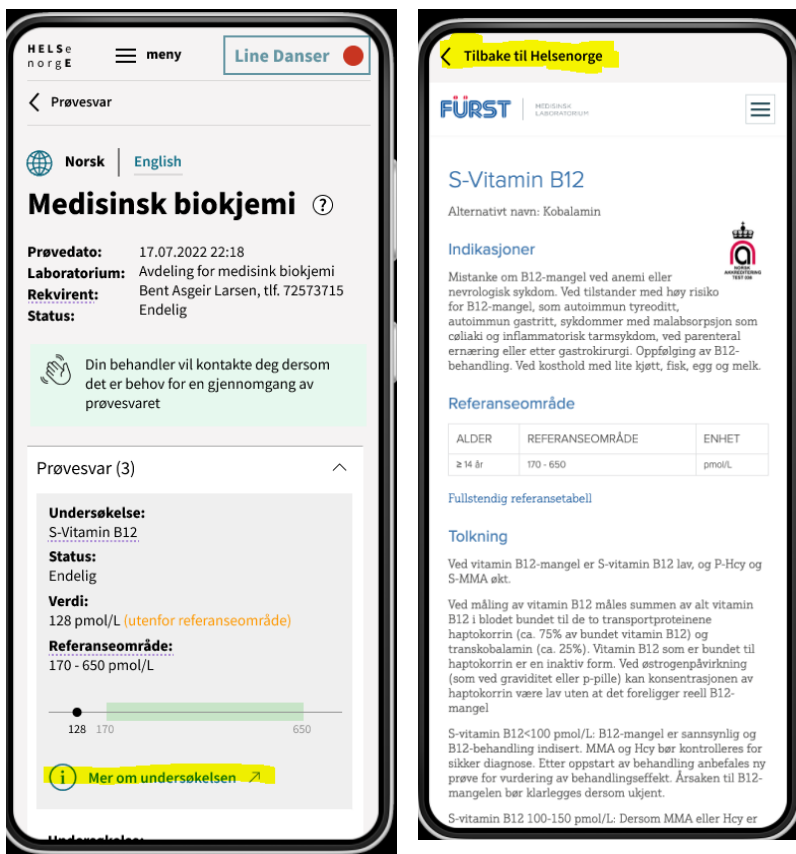 HELSe
norgE
meny
Line Danser
Prøvesvar
Norsk
English
Medisinsk biokjemi ?
Prøvedato: 17.07.2022 22:18
Laboratorium: Avdeling for medisink biokjemi
Rekvirent: Bent Asgeir Larsen, tlf. 72573715
Status: Endelig
Din behandler vil kontakte deg dersom
det er behov for en gjennomgang av
prøvesvaret
Prøvesvar (3)
Undersøkelse:
S-Vitamin B12
Status:
Endelig
Verdi:
128 pmol/L (utenfor referanseområde)
Referanseområde:
170 - 650 pmol/L
128 170 650
i Mer om undersøkelsen
Undersøkelse:
Tilbake til Helsenorge
FÜRST
MEDISINSK
LABORATORIUM
S-Vitamin B12
Alternativt navn: Kobalamin
Indikasjoner
NORSK
AKKREDITERING
TEST 034
Mistanke om B12-mangel ved anemi eller
nevrologisk sykdom. Ved tilstander med høy risiko
for B12-mangel, som autoimmun tyreoditt,
autoimmun gastritt, sykdommer med malabsorpsjon som
cøliaki og inflammatorisk tarmsykdom, ved parenteral
ernæring eller etter gastrokirurgi. Oppfølging av B12-
behandling. Ved kosthold med lite kjøtt, fisk, egg og melk.
Referanseområde
ALDER REFERANSEOMRÅDE ENHET
≥ 14 år 170 - 650 pmol/L
Fullstendig referansetabell
Tolkning
Ved vitamin B12-mangel er S-vitamin B12 lav, og P-Hcy og
S-MMA økt.
Ved måling av vitamin B12 måles summen av alt vitamin
B12 i blodet bundet til de to transportproteinene
haptokorrin (ca. 75% av bundet vitamin B12) og
transkobalamin (ca. 25%). Vitamin B12 som er bundet til
haptokorrin er en inaktiv form. Ved østrogenpåvirkning
(som ved graviditet eller p-pille) kan konsentrasjonen av
haptokorrin være lav uten at det foreligger reell B12-
mangel
S-vitamin B12<100 pmol/L: B12-mangel er sannsynlig og
B12-behandling indisert. MMA og Hcy bør kontrolleres for
sikker diagnose. Etter oppstart av behandling anbefales ny
prøve for vurdering av behandlingseffekt. Årsaken til B12-
mangelen bør klarlegges dersom ukjent.
S-vitamin B12 100-150 pmol/L: Dersom MMA eller Hcy er